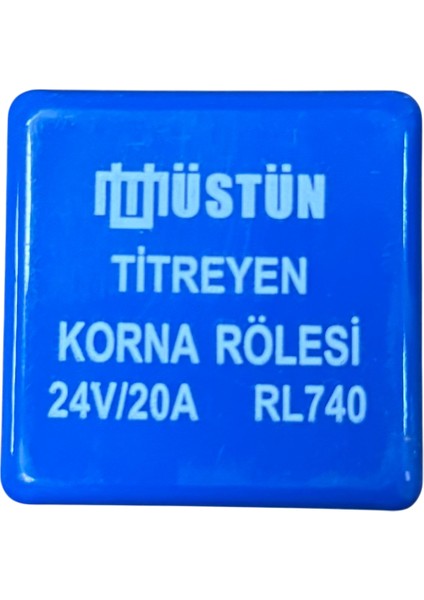 ÜSTÜN
TİTREYEN
KORNA RÖLESİ
24V/20A RL740